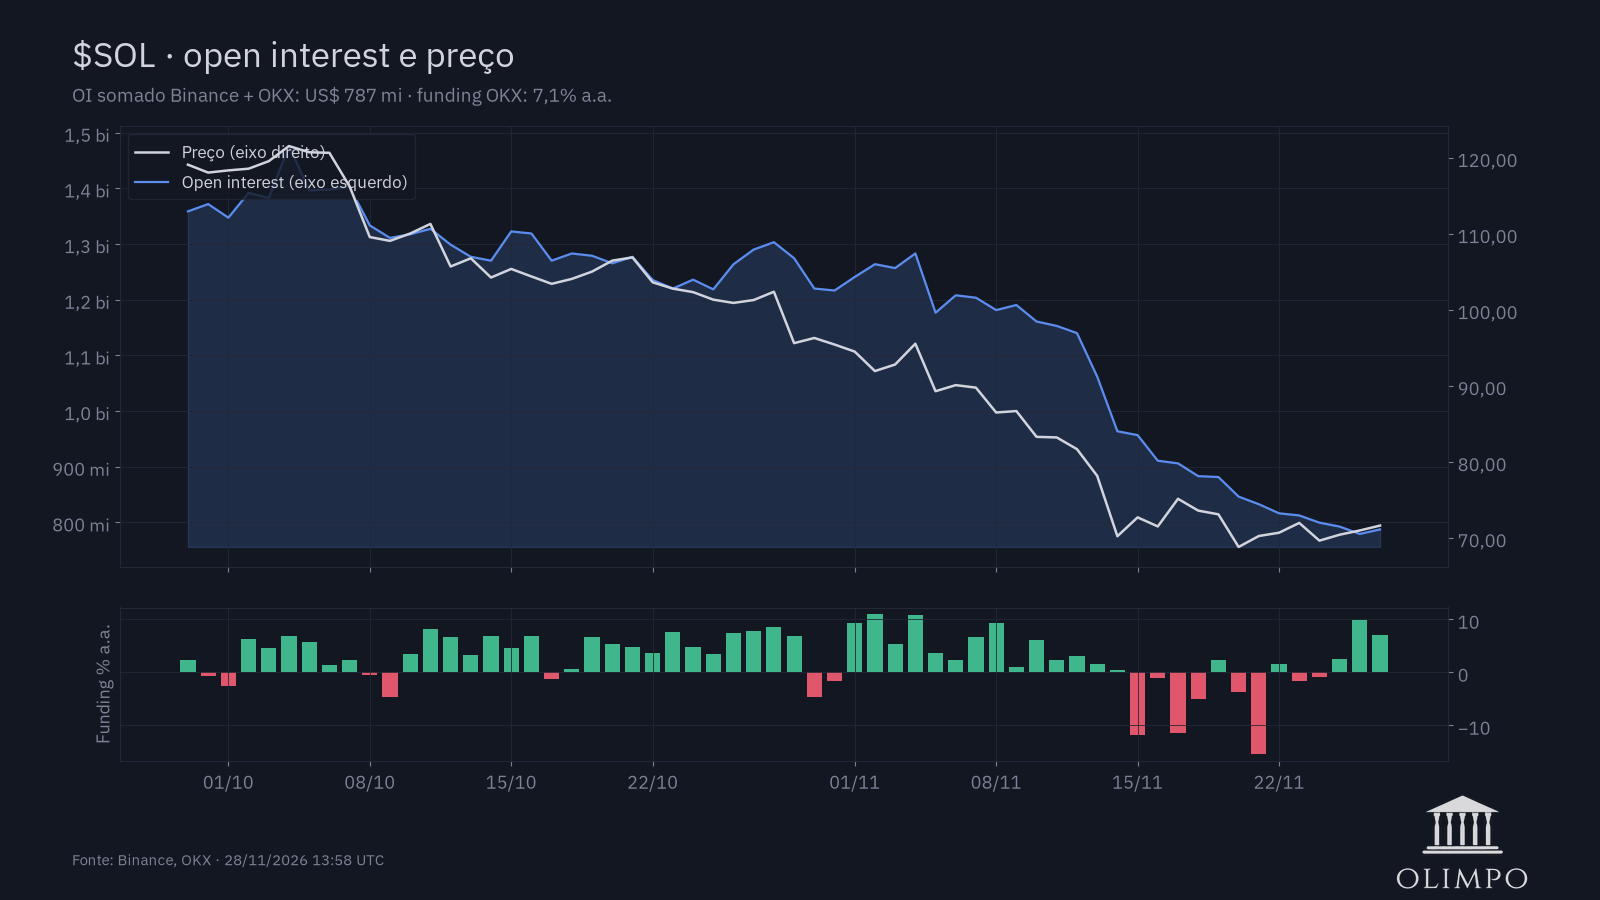 $SOL · open interest e preço
OI somado Binance + OKX: US$ 787 mi · funding OKX: 7,1% a.a.
1,5 bi
1,4 bi
1,3 bi
1,2 bi
1,1 bi
1,0 bi
900 mi
800 mi
Preço (eixo direito)
Open interest (eixo esquerdo)
120,00
110,00
100,00
90,00
80,00
70,00
Funding % a.a.
10
0
−10
01/10
08/10
15/10
22/10
01/11
08/11
15/11
22/11
Fonte: Binance, OKX · 28/11/2026 13:58 UTC
OLIMPO